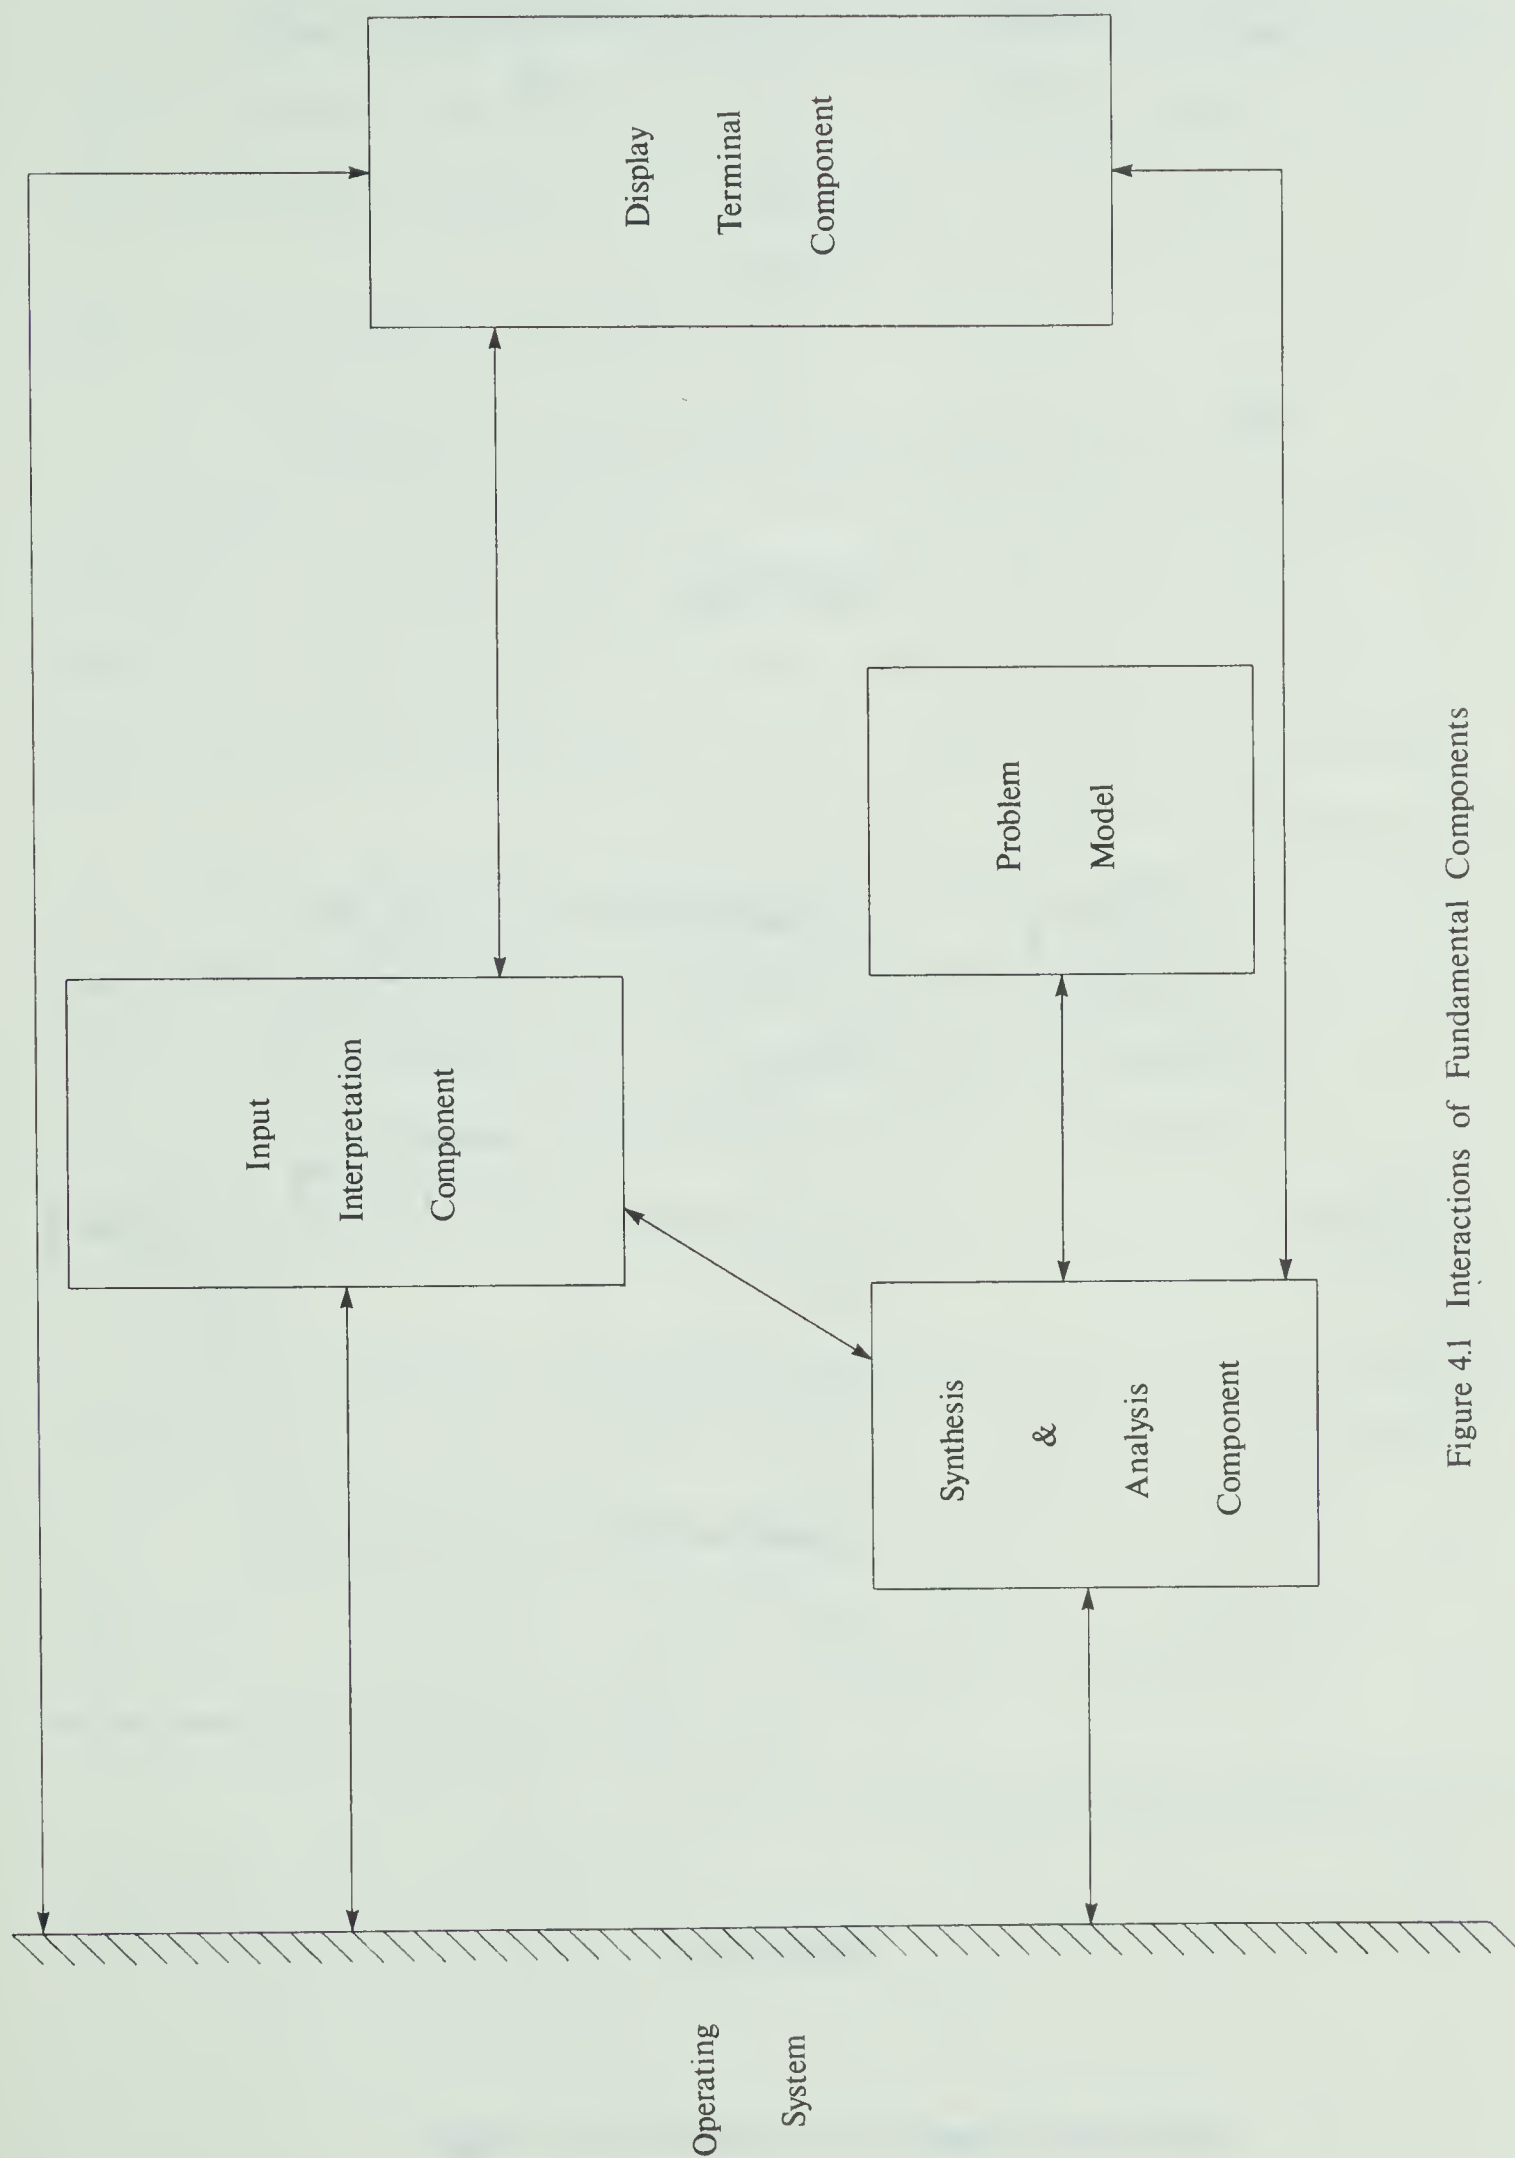 Operating
System
Input
Interpretation
Component
Synthesis
&
Analysis
Component
Problem
Model
Display
Terminal
Component
Figure 4.1 Interactions of Fundamental Components